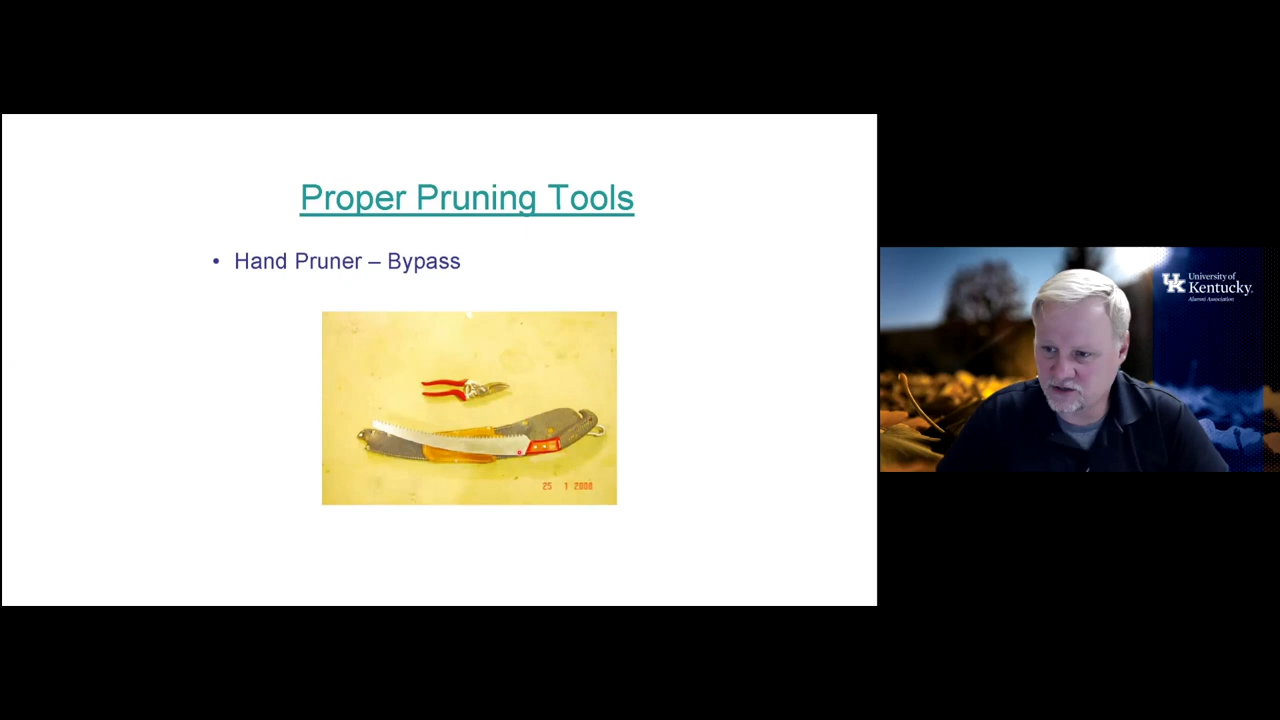 Proper Pruning Tools
• Hand Pruner – Bypass
25 1 2008
University of
Kentucky.
Alumni Association